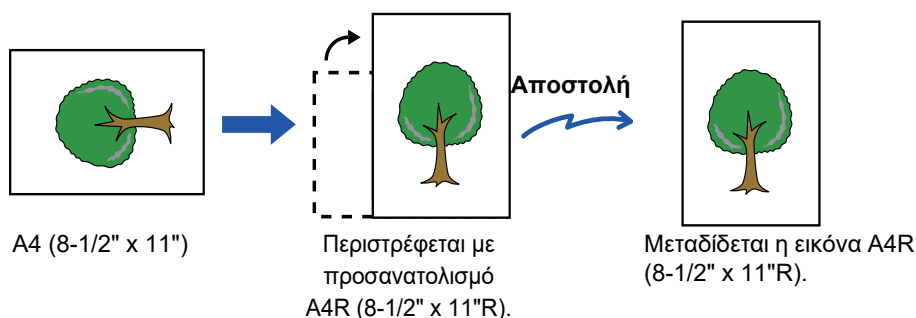 Αποστολή
A4 (8-1/2" x 11")
Περιστρέφεται με
προσανατολισμό
A4R (8-1/2" x 11"R).
Μεταδίδεται η εικόνα A4R
(8-1/2" x 11"R).